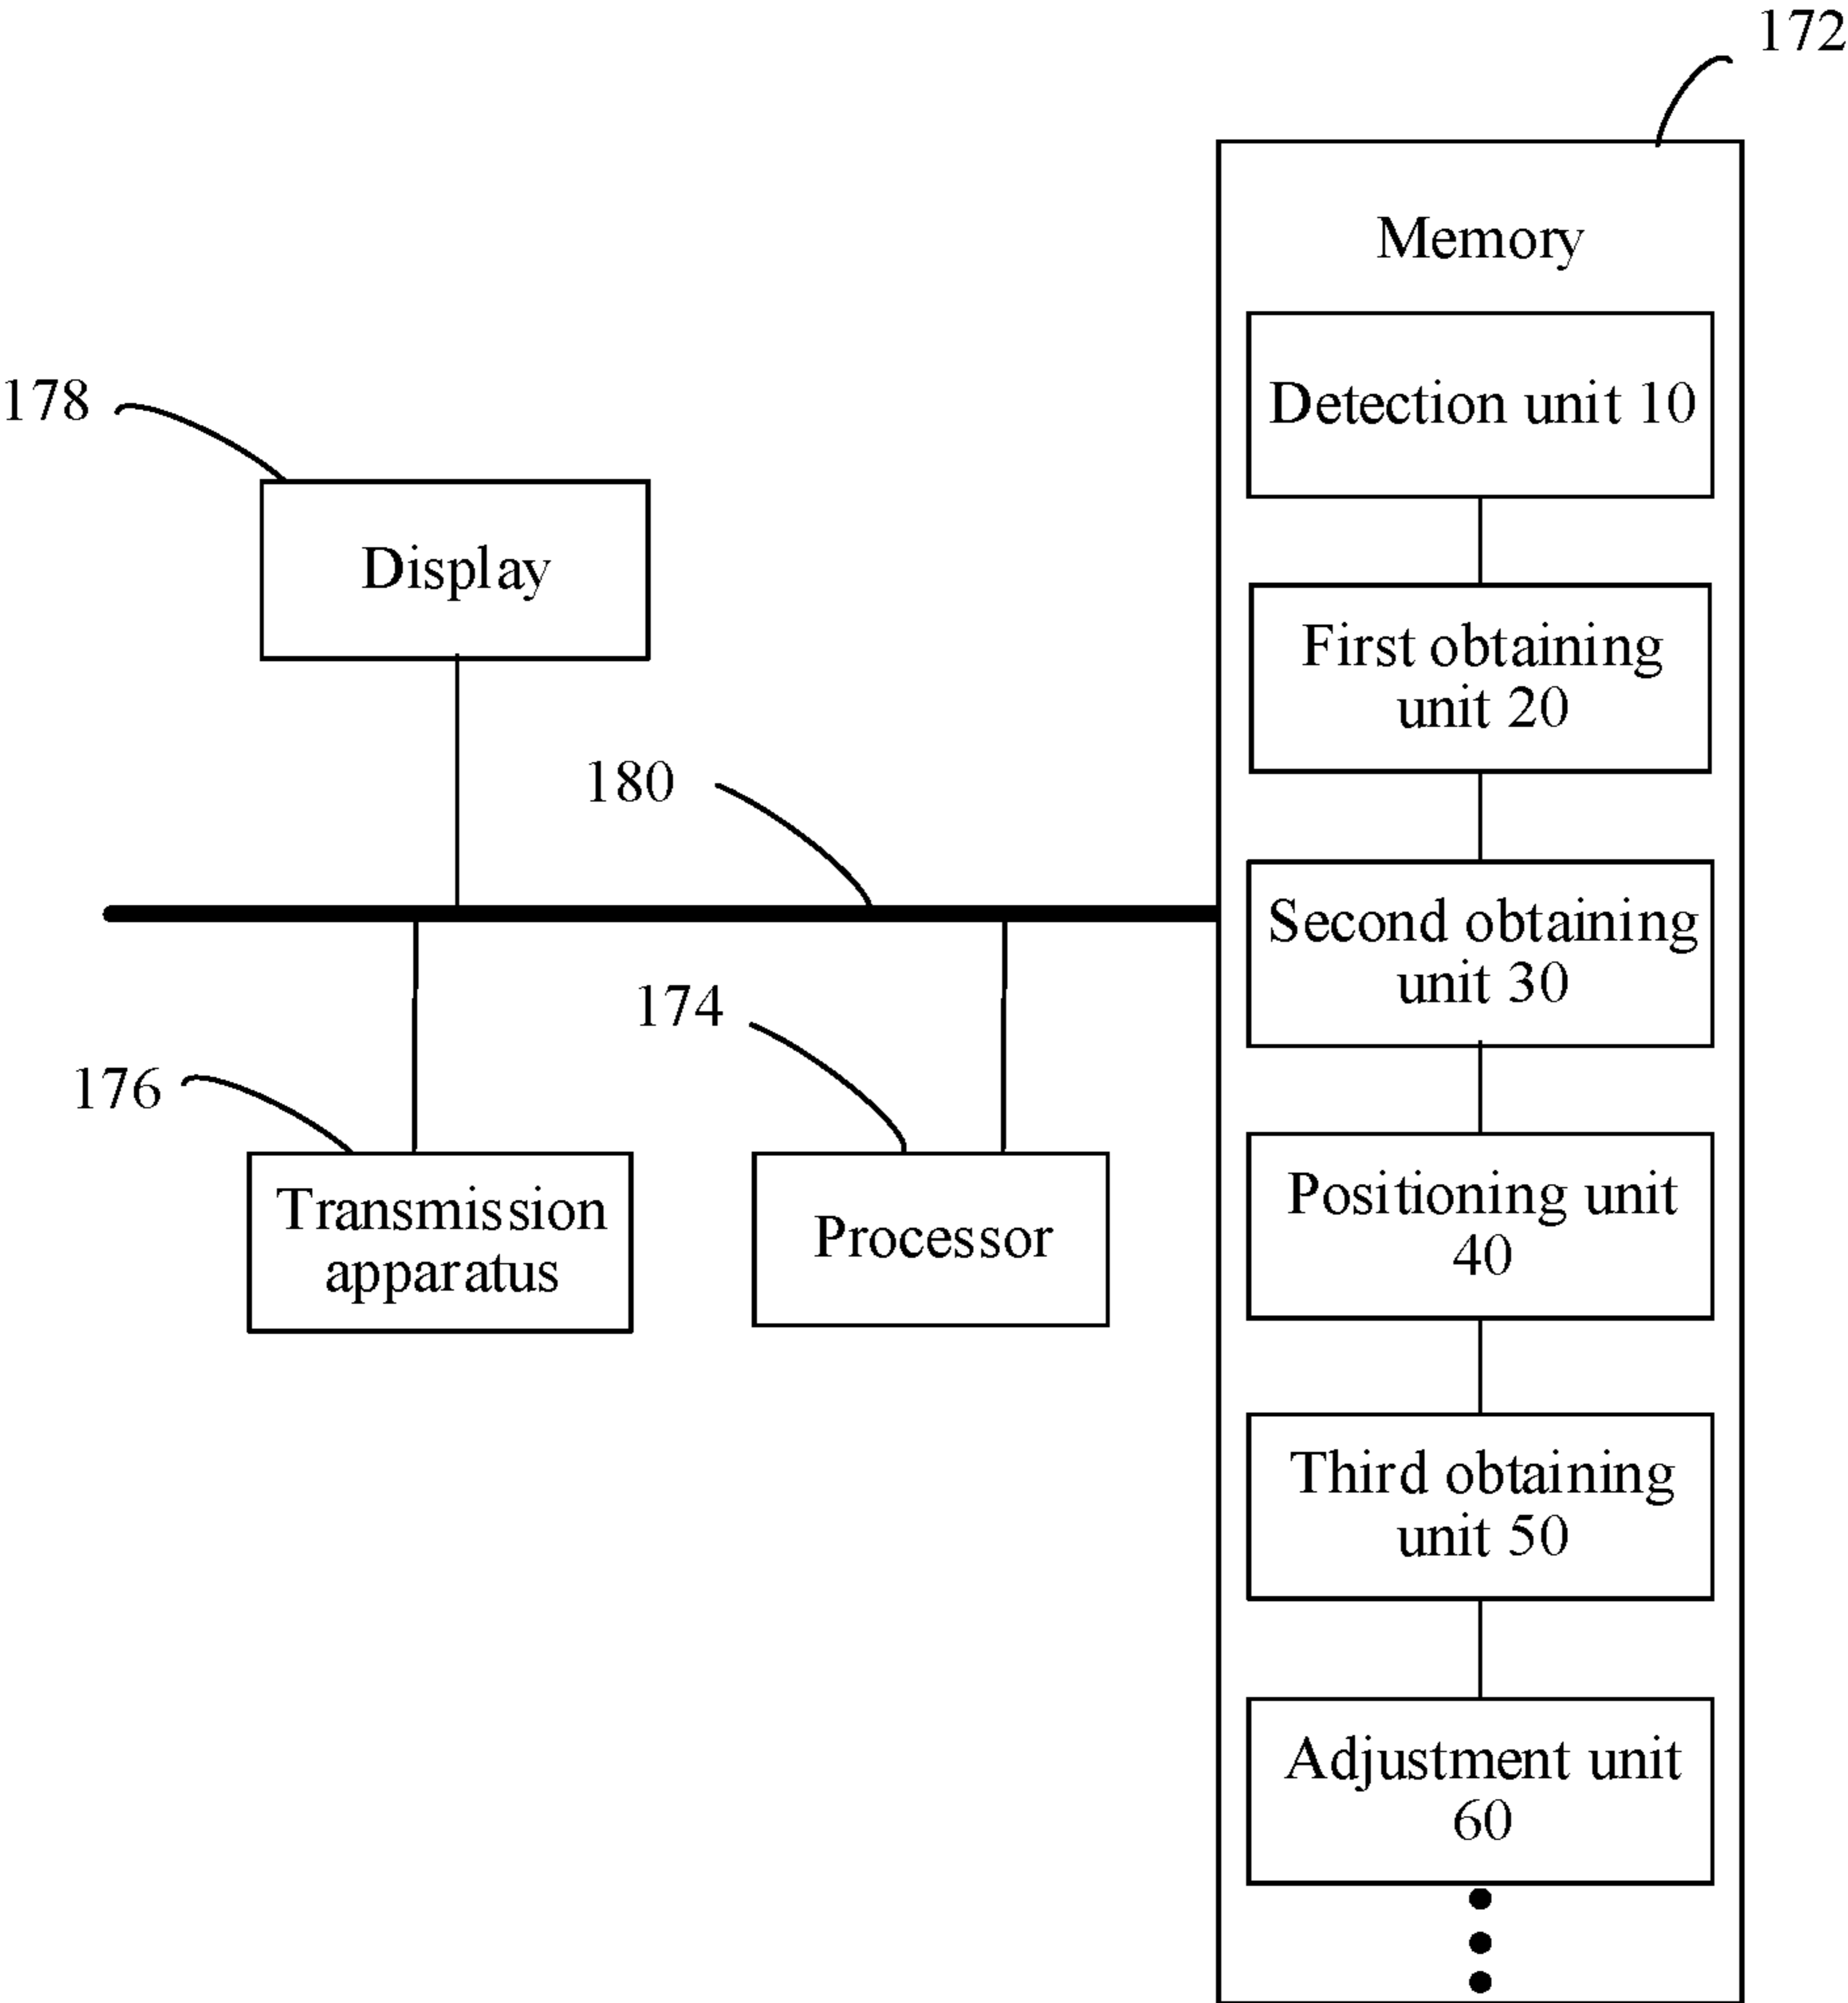 172
Memory
Detection unit 10
178
Display
First obtaining
unit 20
180
Second obtaining
unit 30
174
176
Transmission
apparatus
Processor
Positioning unit
40
Third obtaining
unit 50
Adjustment unit
60